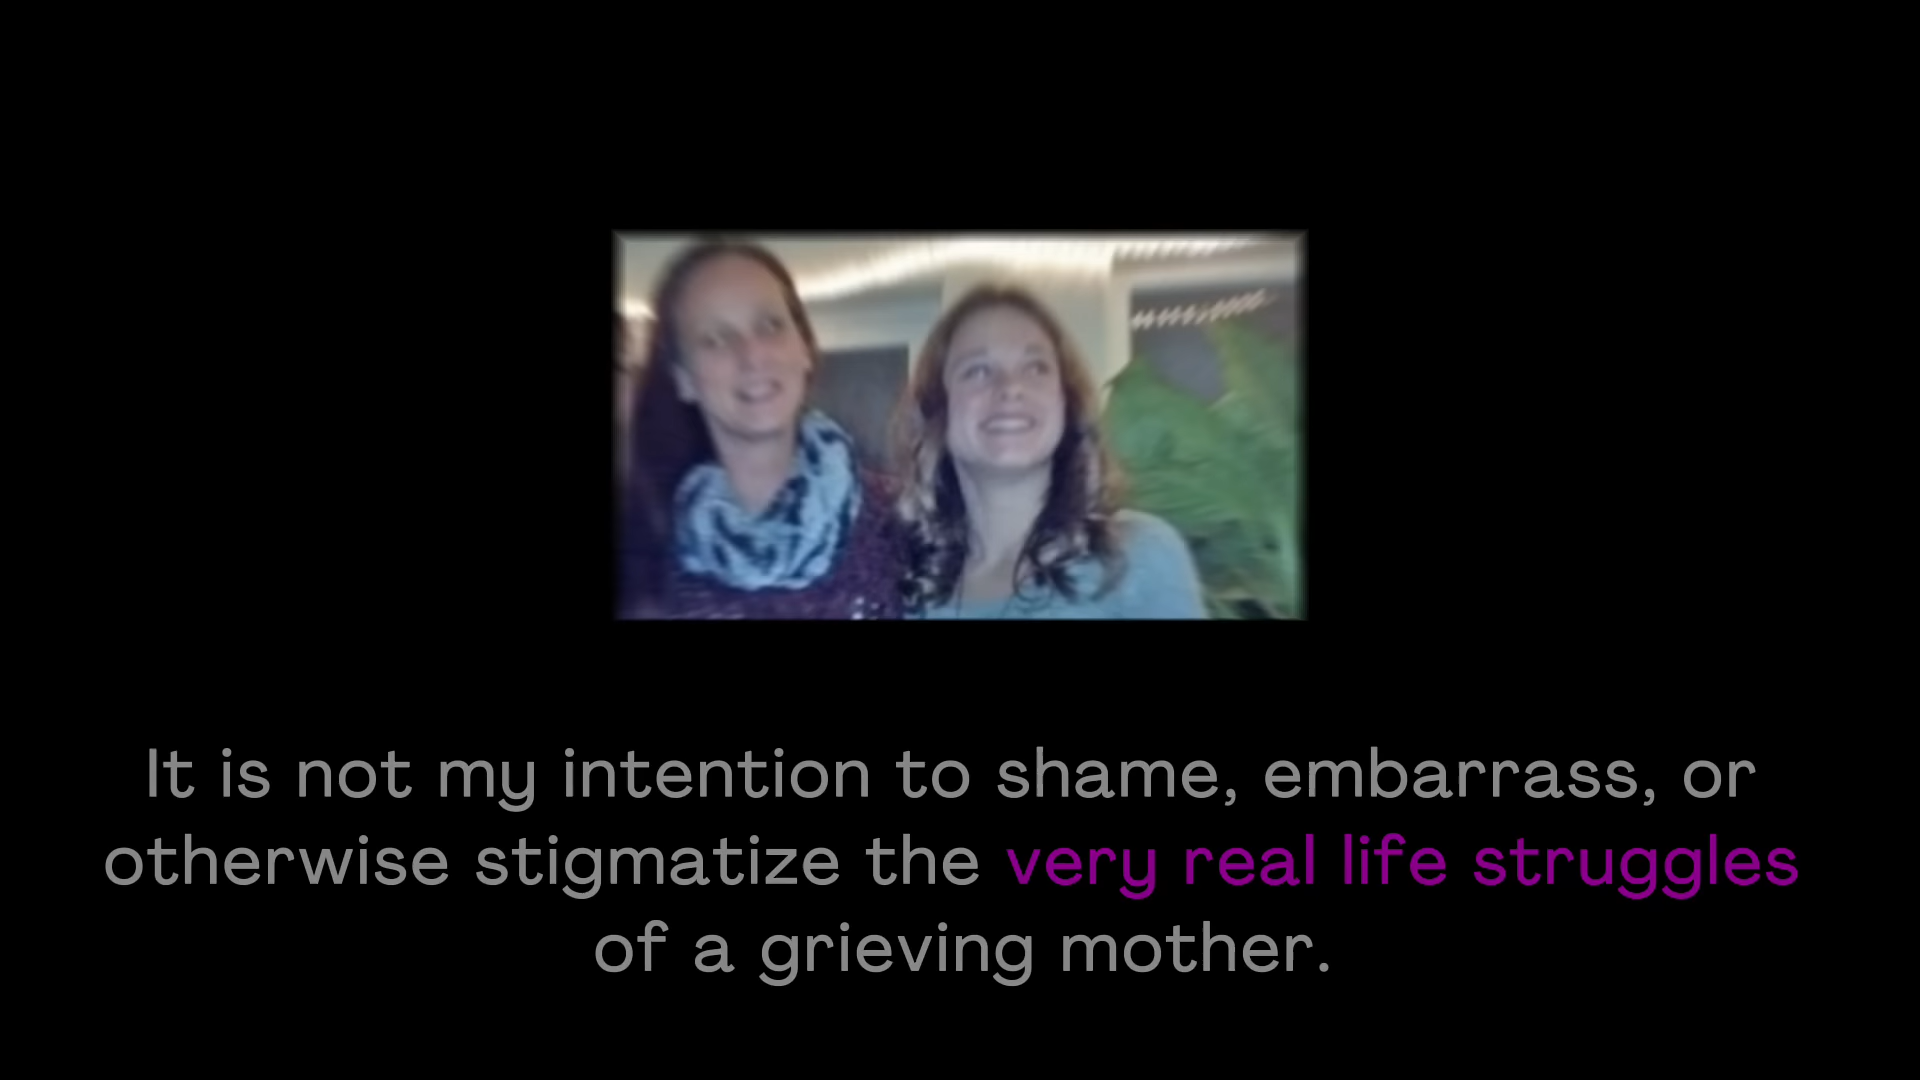 It is not my intention to shame, embarrass, or
otherwise stigmatize the very real life struggles
of a grieving mother.